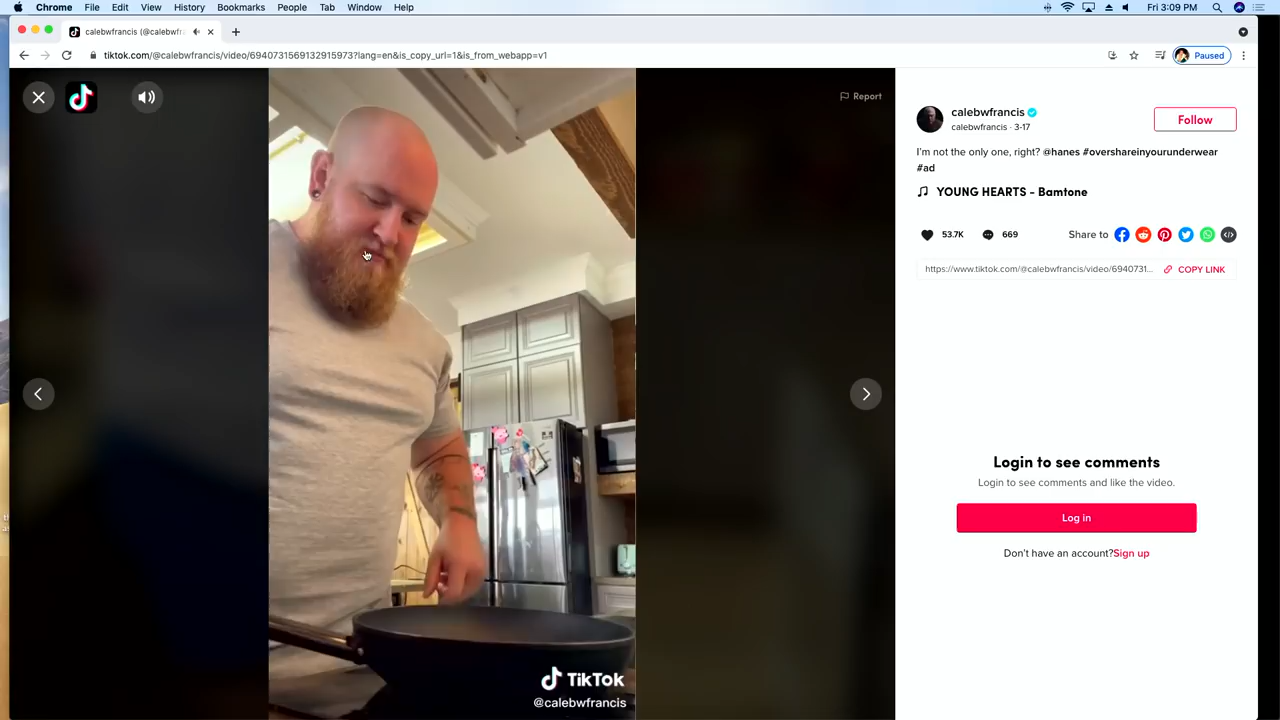 Chrome File Edit View History Bookmarks People Tab Window Help
Fri 3:09 PM
calebwfrancis (@calebwfr
tiktok.com/@calebwfrancis/video/6940731569132915973?lang=en&is_copy_url=1&is_from_webapp=v1
Paused
Report
calebwfrancis
calebwfrancis · 3-17
Follow
I'm not the only one, right? @hanes #overshareinyourunderwear
#ad
YOUNG HEARTS - Bamtone
53.7K 669 Share to
https://www.tiktok.com/@calebwfrancis/video/6940731... COPY LINK
Login to see comments
Login to see comments and like the video.
Log in
Don't have an account?Sign up
TikTok
@calebwfrancis